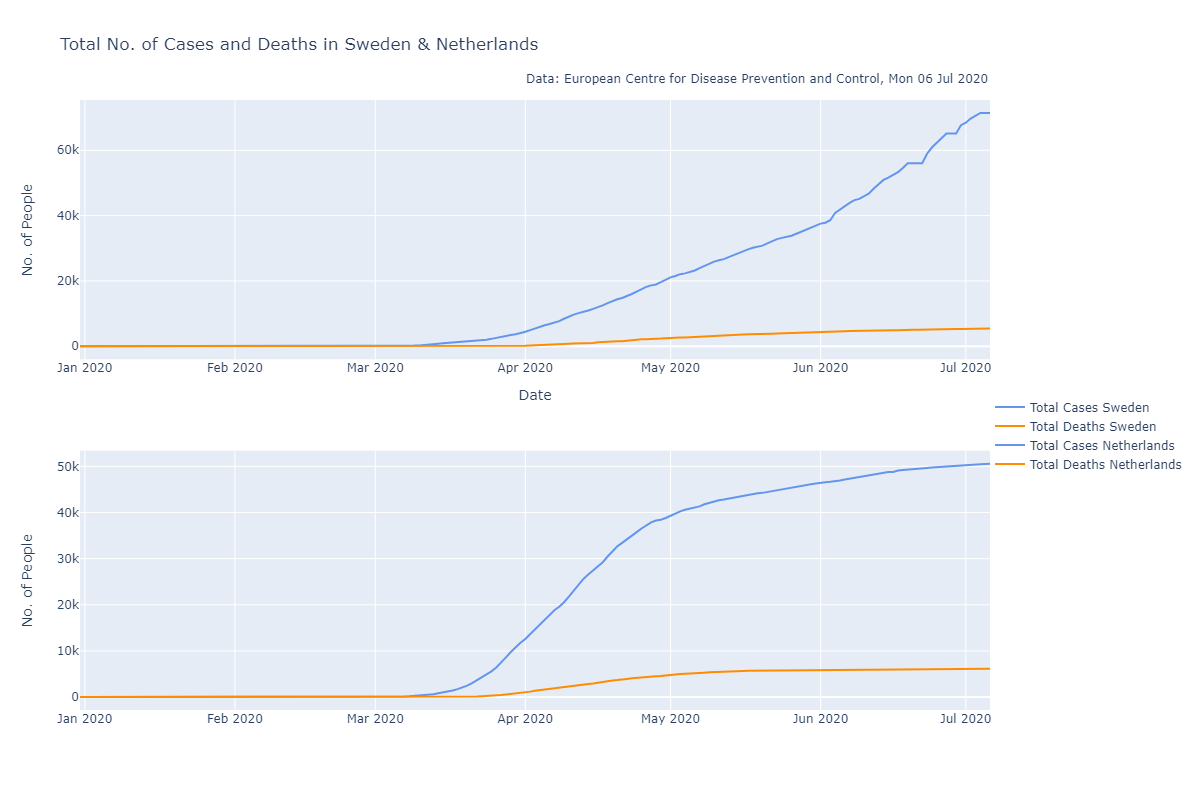 Total No. of Cases and Deaths in Sweden & Netherlands
Data: European Centre for Disease Prevention and Control, Mon 06 Jul 2020
No. of People
60k
40k
20k
0
Jan 2020 Feb 2020 Mar 2020 Apr 2020 May 2020 Jun 2020 Jul 2020
Date
Total Cases Sweden
Total Deaths Sweden
Total Cases Netherlands
Total Deaths Netherlands
No. of People
50k
40k
30k
20k
10k
0
Jan 2020 Feb 2020 Mar 2020 Apr 2020 May 2020 Jun 2020 Jul 2020